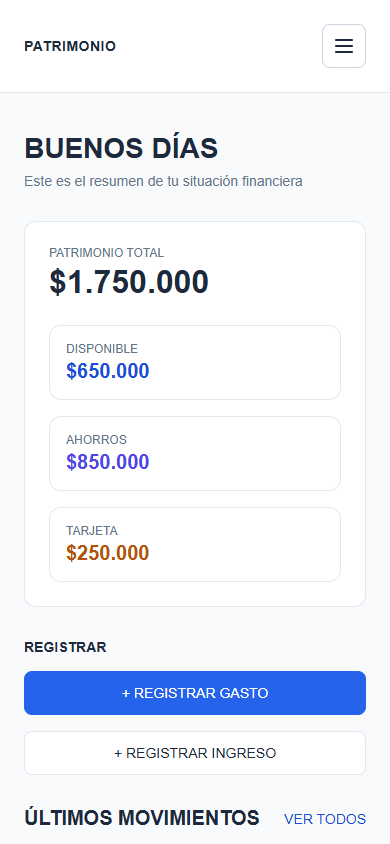 PATRIMONIO
BUENOS DÍAS
Este es el resumen de tu situación financiera
PATRIMONIO TOTAL
$1.750.000
DISPONIBLE
$650.000
AHORROS
$850.000
TARJETA
$250.000
REGISTRAR
+ REGISTRAR GASTO
+ REGISTRAR INGRESO
ÚLTIMOS MOVIMIENTOS VER TODOS